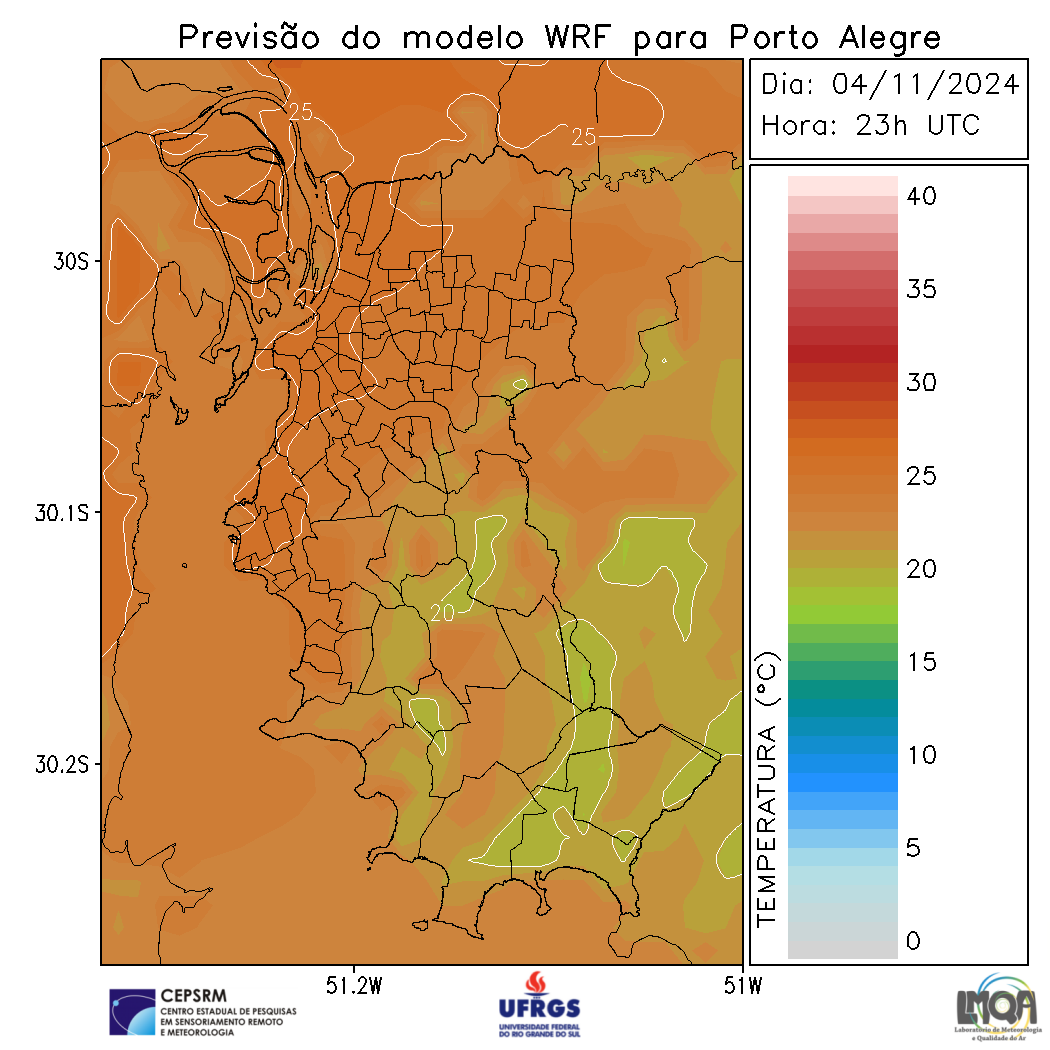 Previsão do modelo WRF para Porto Alegre
Dia: 04/11/2024
Hora: 23h UTC
25
25
20
30S
30.1S
30.2S
51.2W
51W
40
35
30
25
20
15
10
5
0
TEMPERATURA (°C)
CEPSRM
CENTRO ESTADUAL DE PESQUISAS
EM SENSORIAMENTO REMOTO
E METEOROLOGIA
UFRGS
UNIVERSIDADE FEDERAL
DO RIO GRANDE DO SUL
LMQA
Laboratório de Meteorologia
e Qualidade do Ar